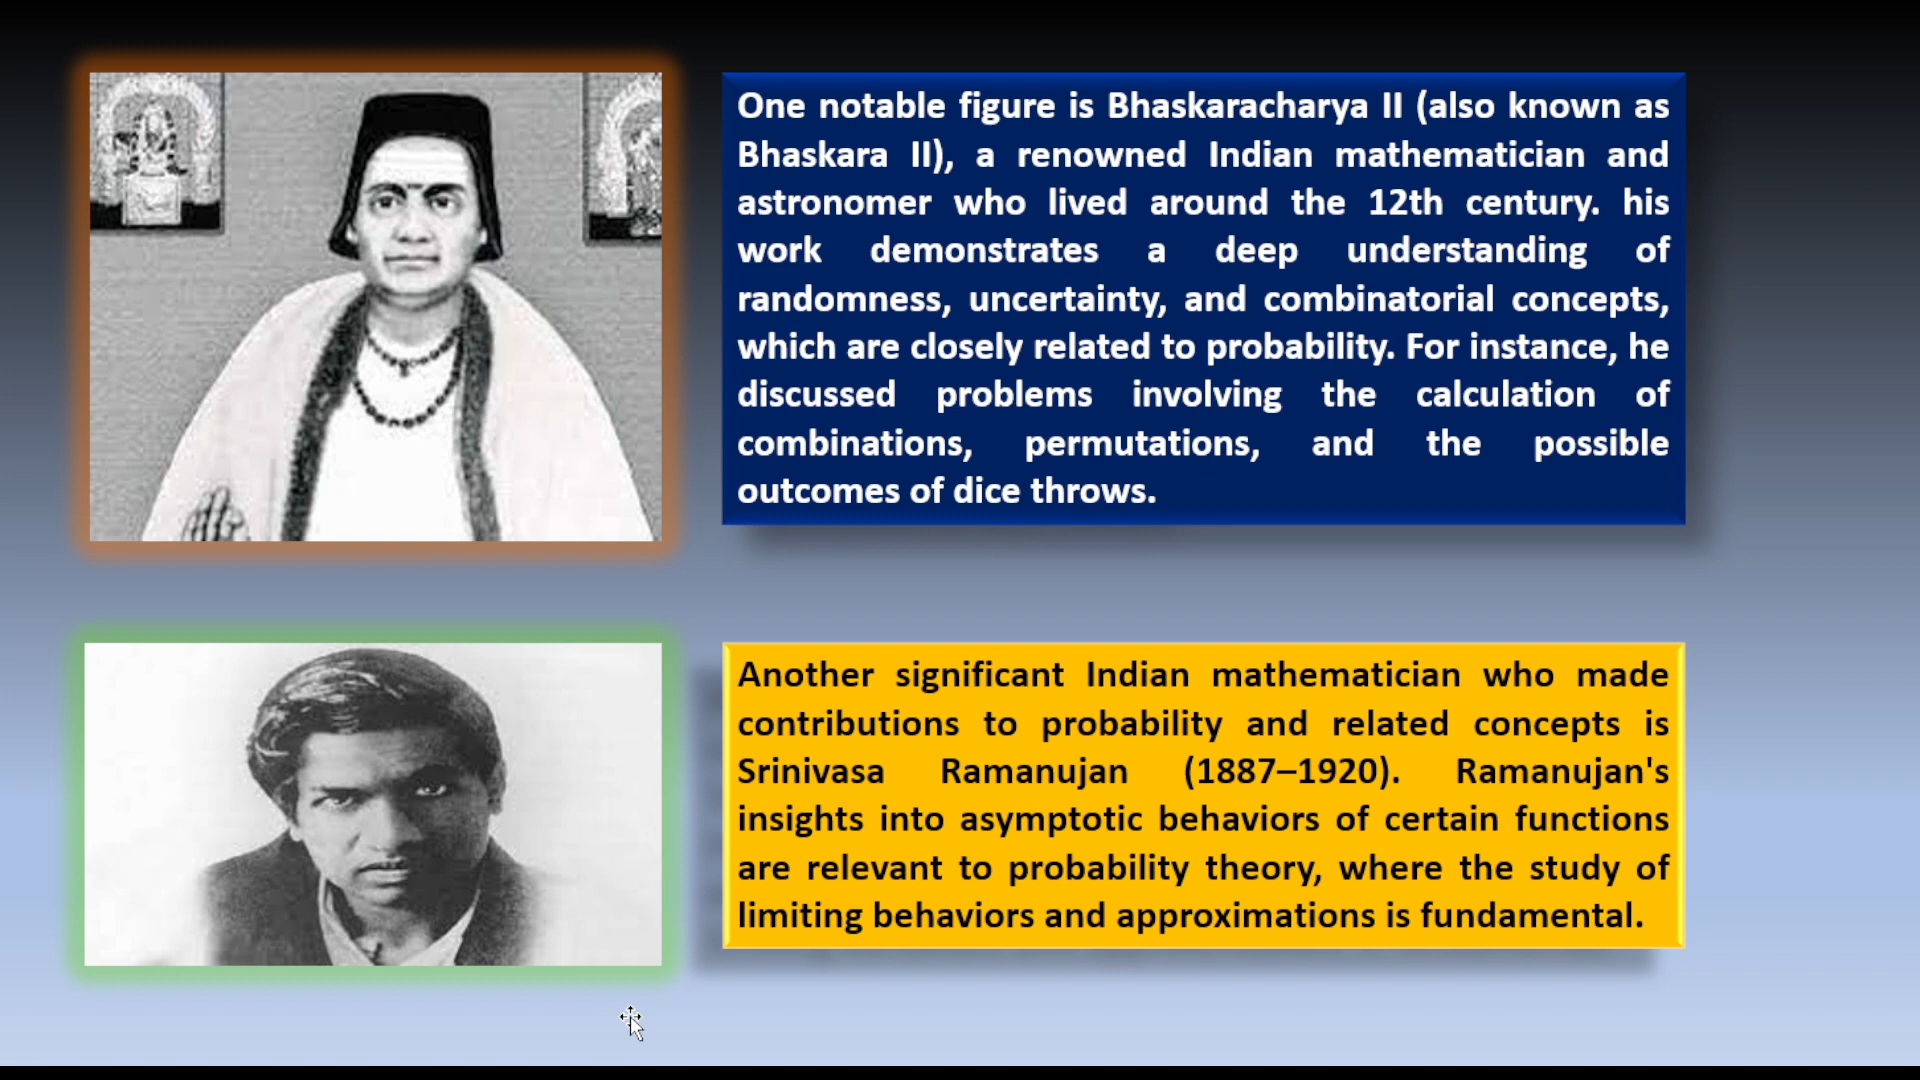 One notable figure is Bhaskaracharya II (also known as
Bhaskara II), a renowned Indian mathematician and
astronomer who lived around the 12th century. his
work demonstrates a deep understanding of
randomness, uncertainty, and combinatorial concepts,
which are closely related to probability. For instance, he
discussed problems involving the calculation of
combinations, permutations, and the possible
outcomes of dice throws.
Another significant Indian mathematician who made
contributions to probability and related concepts is
Srinivasa Ramanujan (1887–1920). Ramanujan's
insights into asymptotic behaviors of certain functions
are relevant to probability theory, where the study of
limiting behaviors and approximations is fundamental.